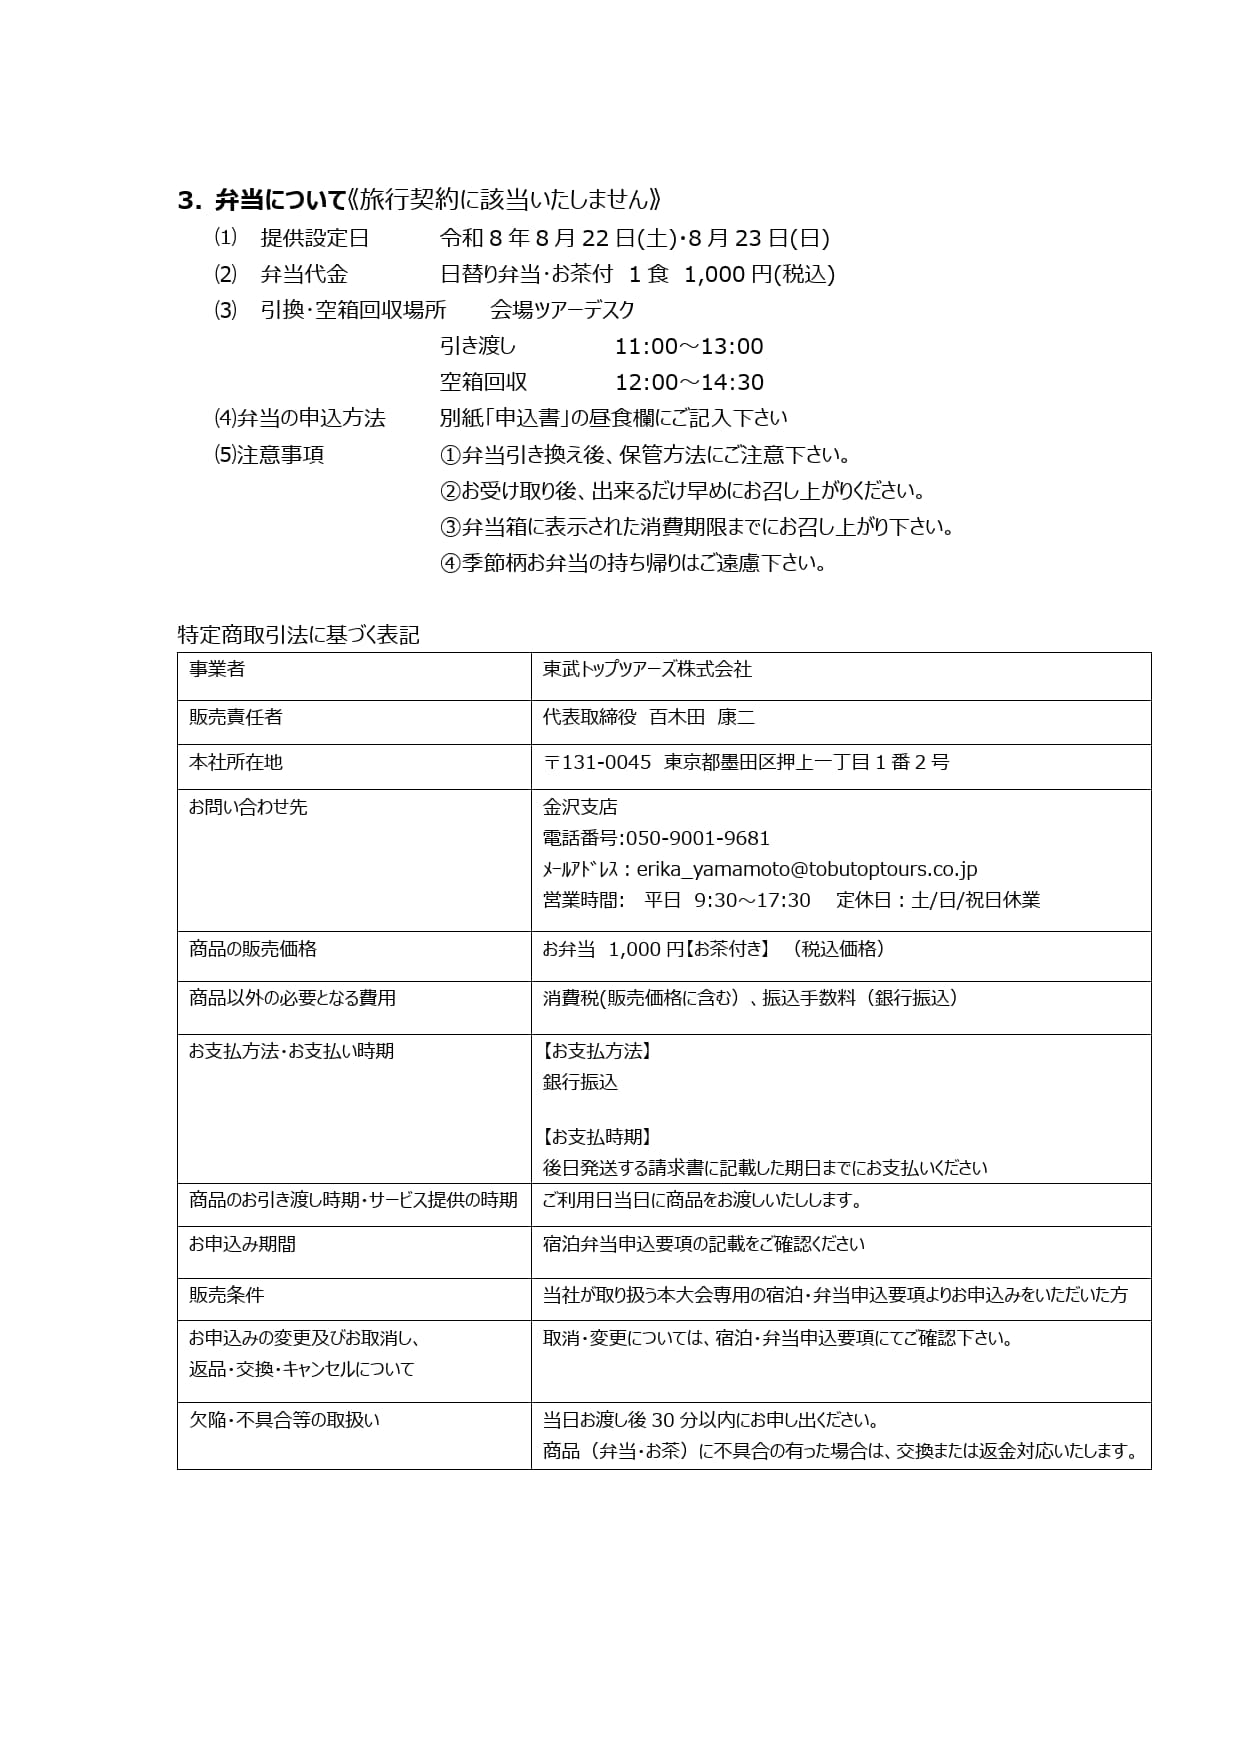 3. 弁当について《旅行契約に該当いたしません》
⑴ 提供設定日 令和 8 年 8 月 22 日(土)・8 月 23 日(日)
⑵ 弁当代金 日替り弁当・お茶付 1 食 1,000 円(税込)
⑶ 引換・空箱回収場所 会場ツアーデスク
引き渡し 11:00～13:00
空箱回収 12:00～14:30
⑷弁当の申込方法 別紙「申込書」の昼食欄にご記入下さい
⑸注意事項 ①弁当引き換え後、保管方法にご注意下さい。
②お受け取り後、出来るだけ早めにお召し上がりください。
③弁当箱に表示された消費期限までにお召し上がり下さい。
④季節柄お弁当の持ち帰りはご遠慮下さい。
特定商取引法に基づく表記
事業者 東武トップツアーズ株式会社
販売責任者 代表取締役 百木田 康二
本社所在地 〒131-0045 東京都墨田区押上一丁目 1 番 2 号
お問い合わせ先 金沢支店
電話番号:050-9001-9681
ﾒｰﾙｱﾄﾞﾚｽ：erika_yamamoto@tobutoptours.co.jp
営業時間: 平日 9:30～17:30 定休日：土/日/祝日休業
商品の販売価格 お弁当 1,000 円【お茶付き】 （税込価格）
商品以外の必要となる費用 消費税(販売価格に含む）、振込手数料（銀行振込）
お支払方法・お支払い時期 【お支払方法】
銀行振込
【お支払時期】
後日発送する請求書に記載した期日までにお支払いください
商品のお引き渡し時期・サービス提供の時期 ご利用日当日に商品をお渡しいたしします。
お申込み期間 宿泊弁当申込要項の記載をご確認ください
販売条件 当社が取り扱う本大会専用の宿泊・弁当申込要項よりお申込みをいただいた方
お申込みの変更及びお取消し、 取消・変更については、宿泊・弁当申込要項にてご確認下さい。
返品・交換・キャンセルについて
欠陥・不具合等の取扱い 当日お渡し後 30 分以内にお申し出ください。
商品（弁当・お茶）に不具合の有った場合は、交換または返金対応いたします。